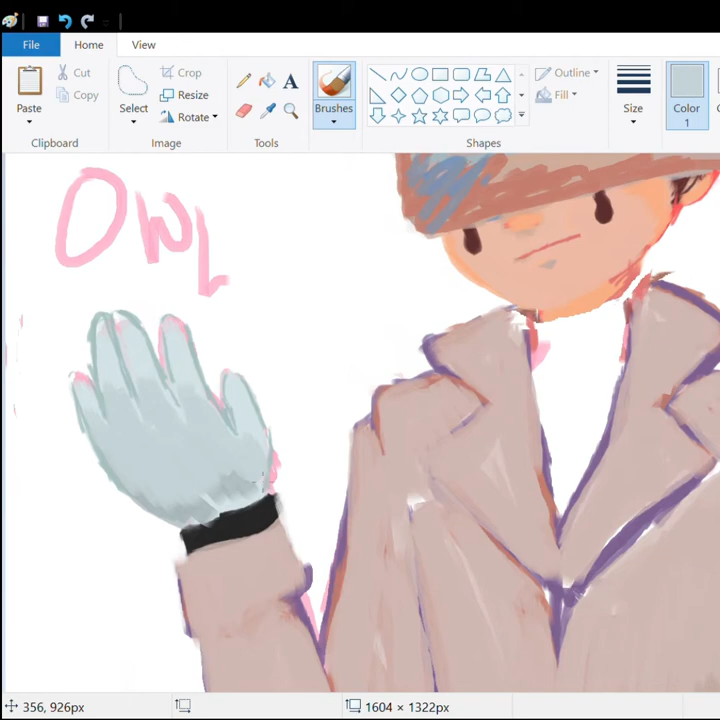 File Home View
Cut
Copy
Paste
Clipboard
Select
Crop
Resize
Rotate
Image
A
Tools
Brushes
Shapes
Outline
Fill
Size
Color
1
OWL
356, 926px
1604 × 1322px